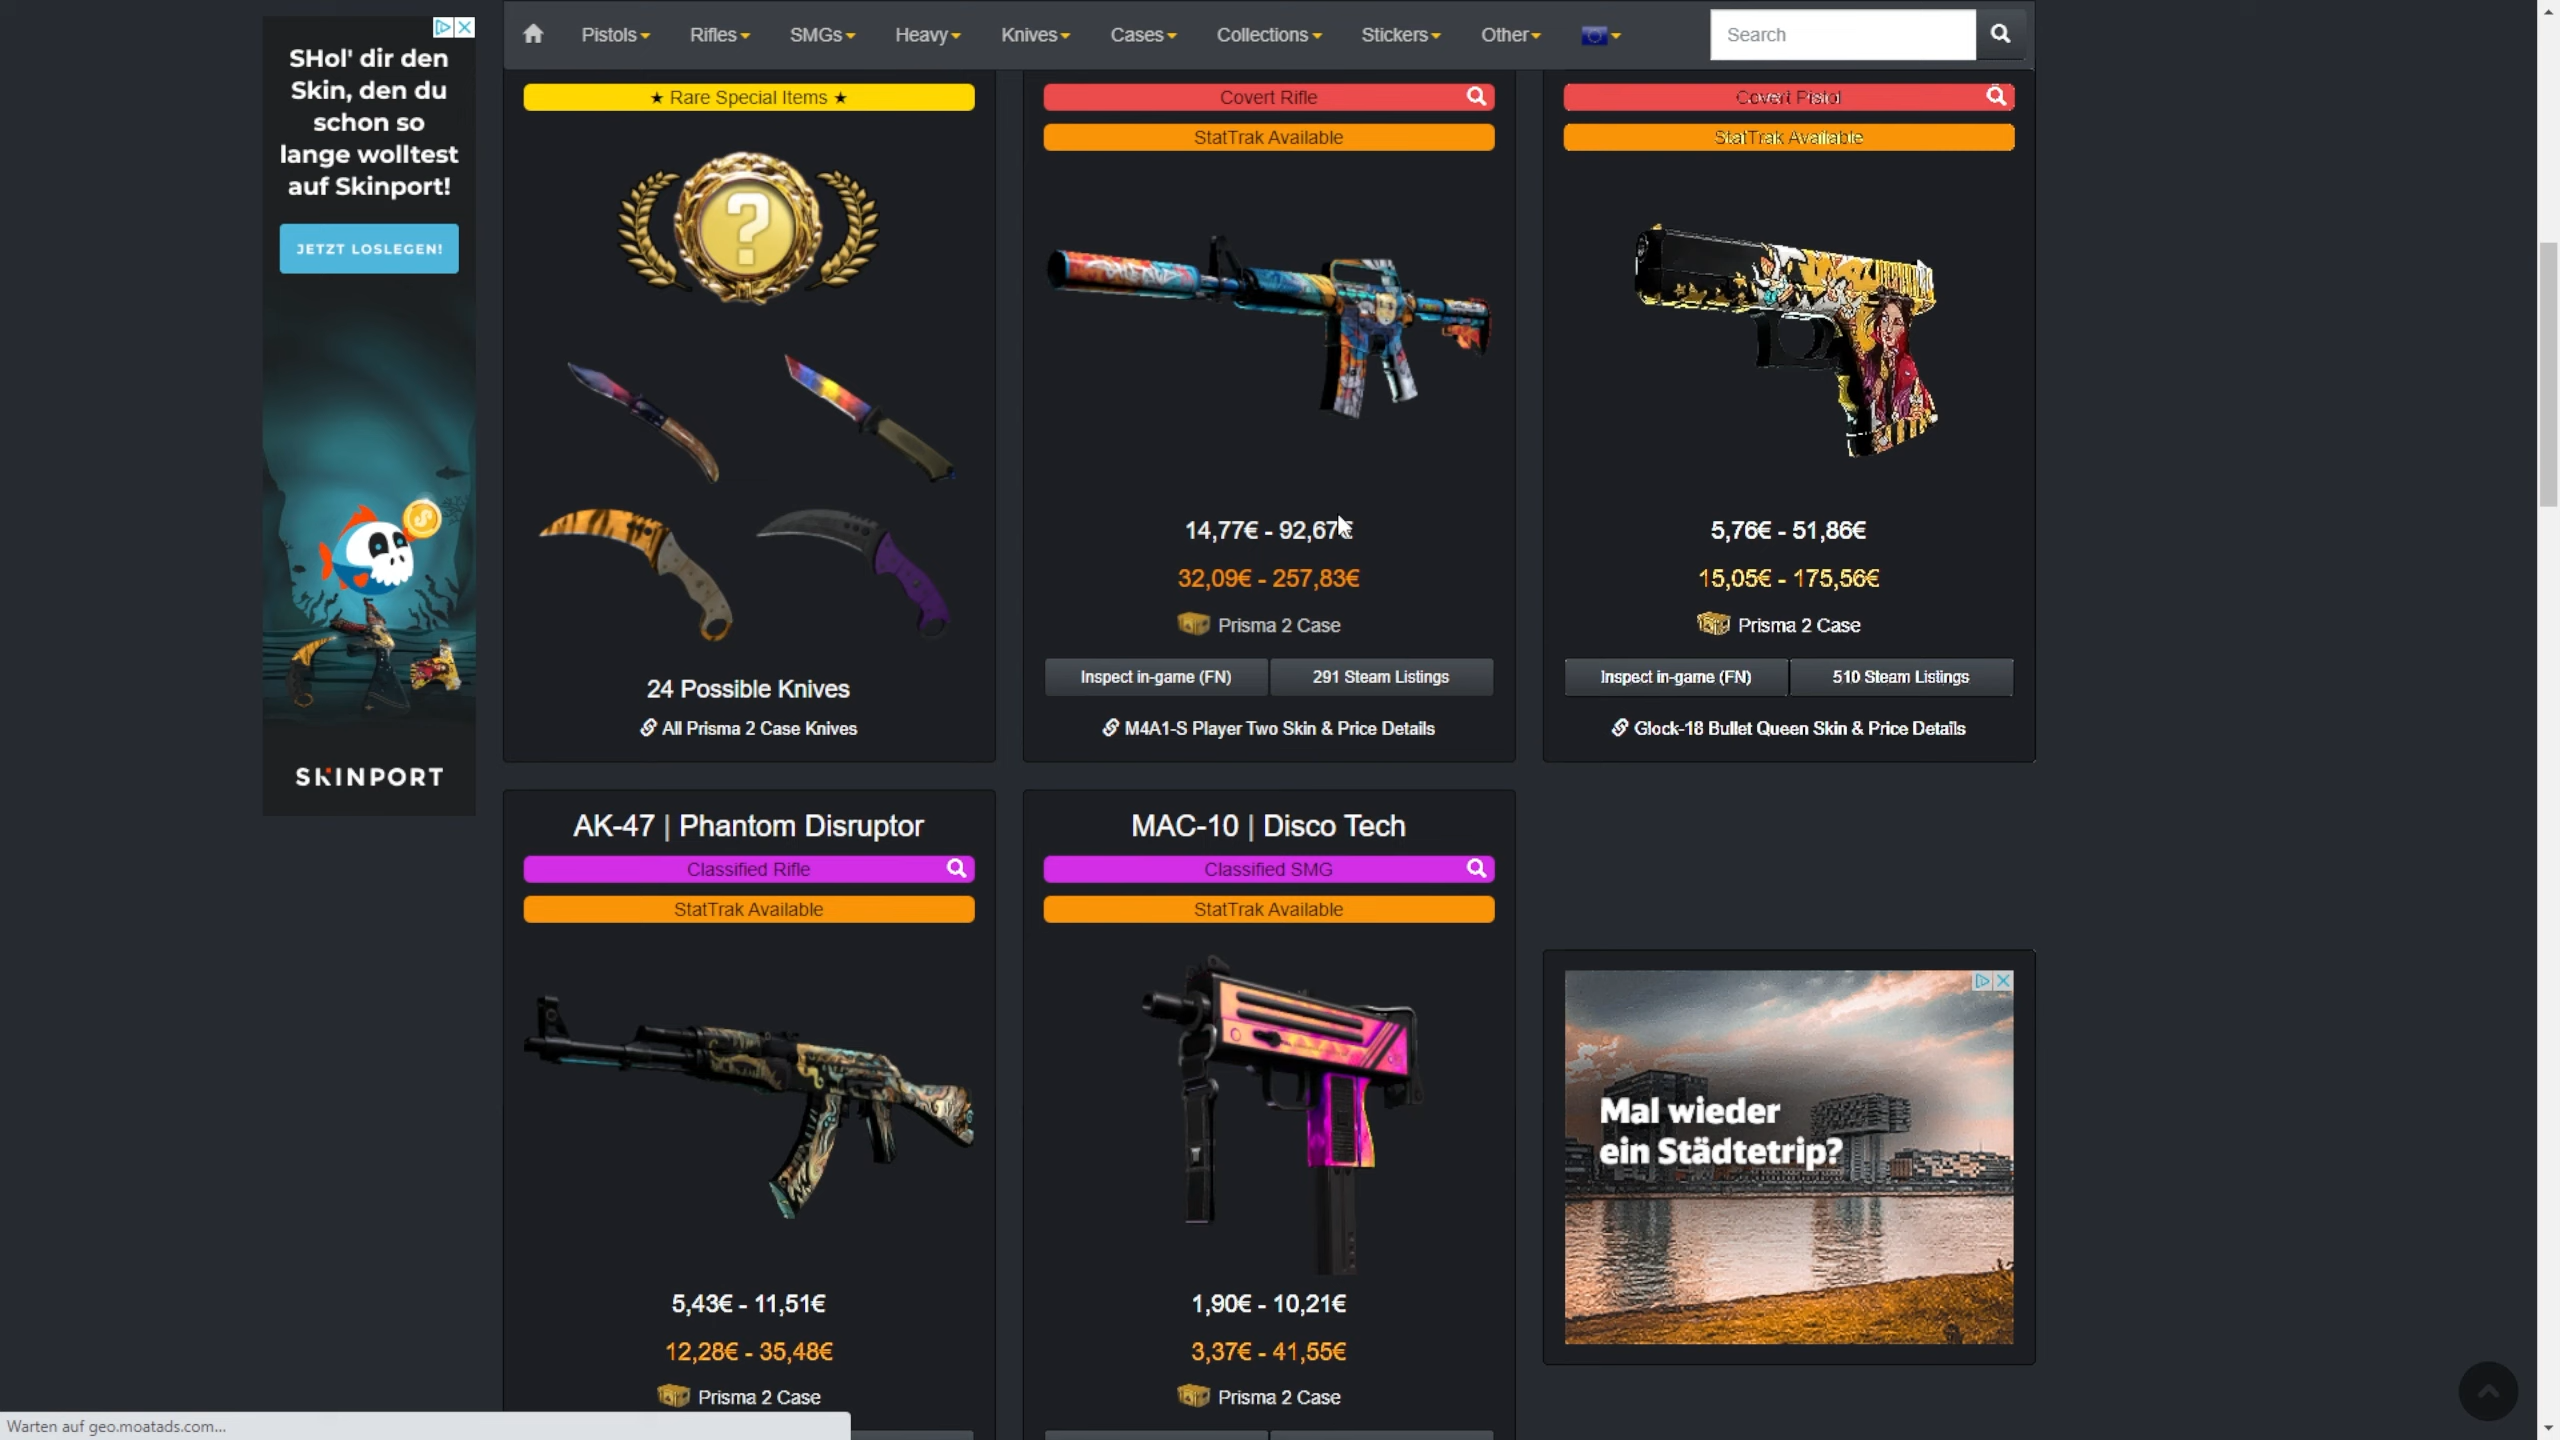 SHol' dir den
Skin, den du
schon so
lange wolltest
auf Skinport!
JETZT LOSLEGEN!
SKINPORT
Pistols
Rifles
SMGs
Heavy
Knives
Cases
Collections
Stickers
Other
Search
★ Rare Special Items ★
24 Possible Knives
All Prisma 2 Case Knives
Covert Rifle
StatTrak Available
14,77€ - 92,67€
32,09€ - 257,83€
Prisma 2 Case
Inspect in-game (FN)
291 Steam Listings
M4A1-S Player Two Skin & Price Details
Covert Pistol
StatTrak Available
5,76€ - 51,86€
15,05€ - 175,56€
Prisma 2 Case
Inspect in-game (FN)
510 Steam Listings
Glock-18 Bullet Queen Skin & Price Details
AK-47 | Phantom Disruptor
Classified Rifle
StatTrak Available
5,43€ - 11,51€
12,28€ - 35,48€
Prisma 2 Case
MAC-10 | Disco Tech
Classified SMG
StatTrak Available
1,90€ - 10,21€
3,37€ - 41,55€
Prisma 2 Case
Mal wieder
ein Städtetrip?
Warten auf geo.moatads.com...